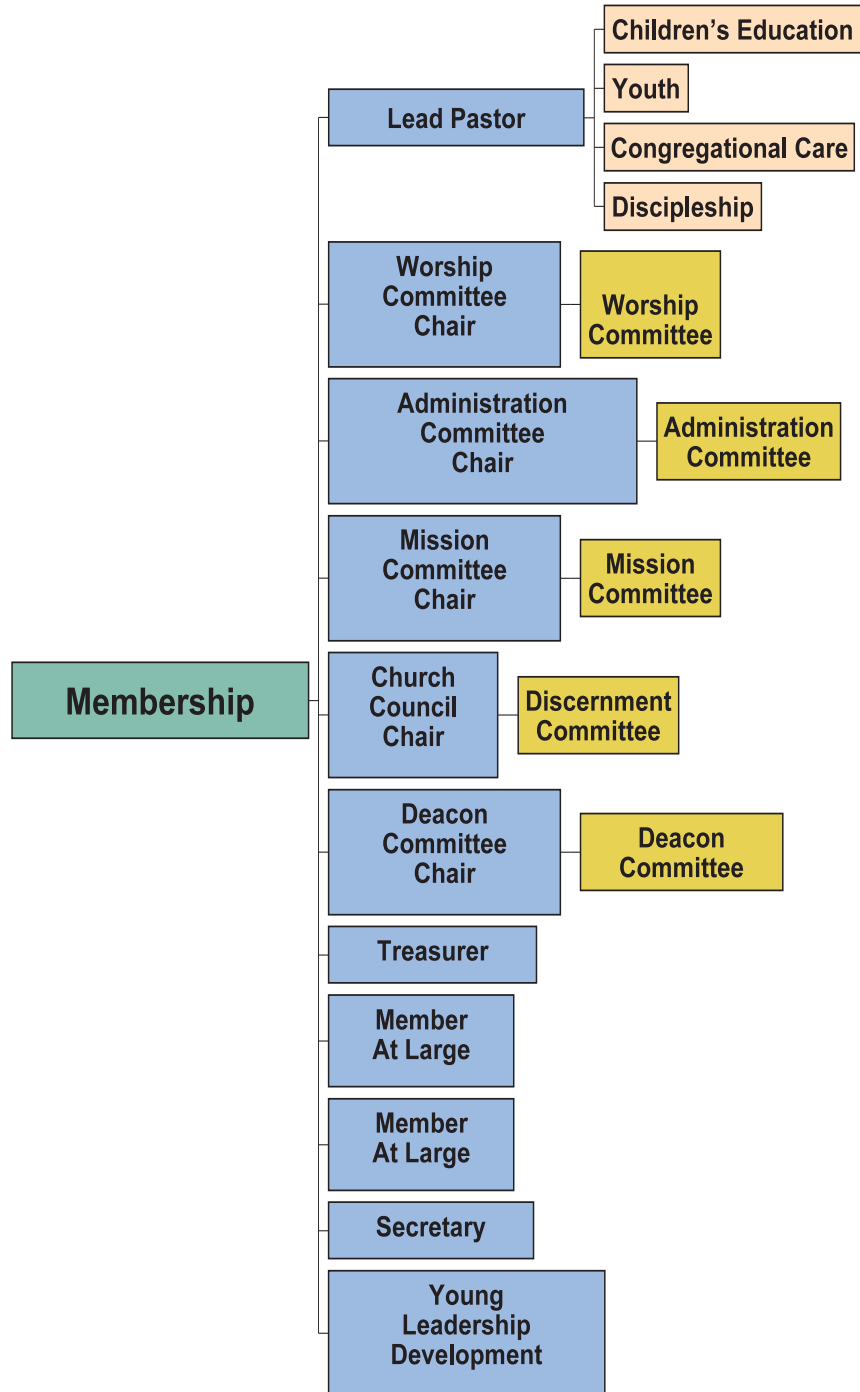 Children’s Education
Youth
Lead Pastor
Congregational Care
Discipleship
Worship
Committee
Chair
Worship
Committee
Administration
Committee
Chair
Administration
Committee
Mission
Committee
Chair
Mission
Committee
Membership
Church
Council
Chair
Discernment
Committee
Deacon
Committee
Chair
Deacon
Committee
Treasurer
Member
At Large
Member
At Large
Secretary
Young
Leadership
Development